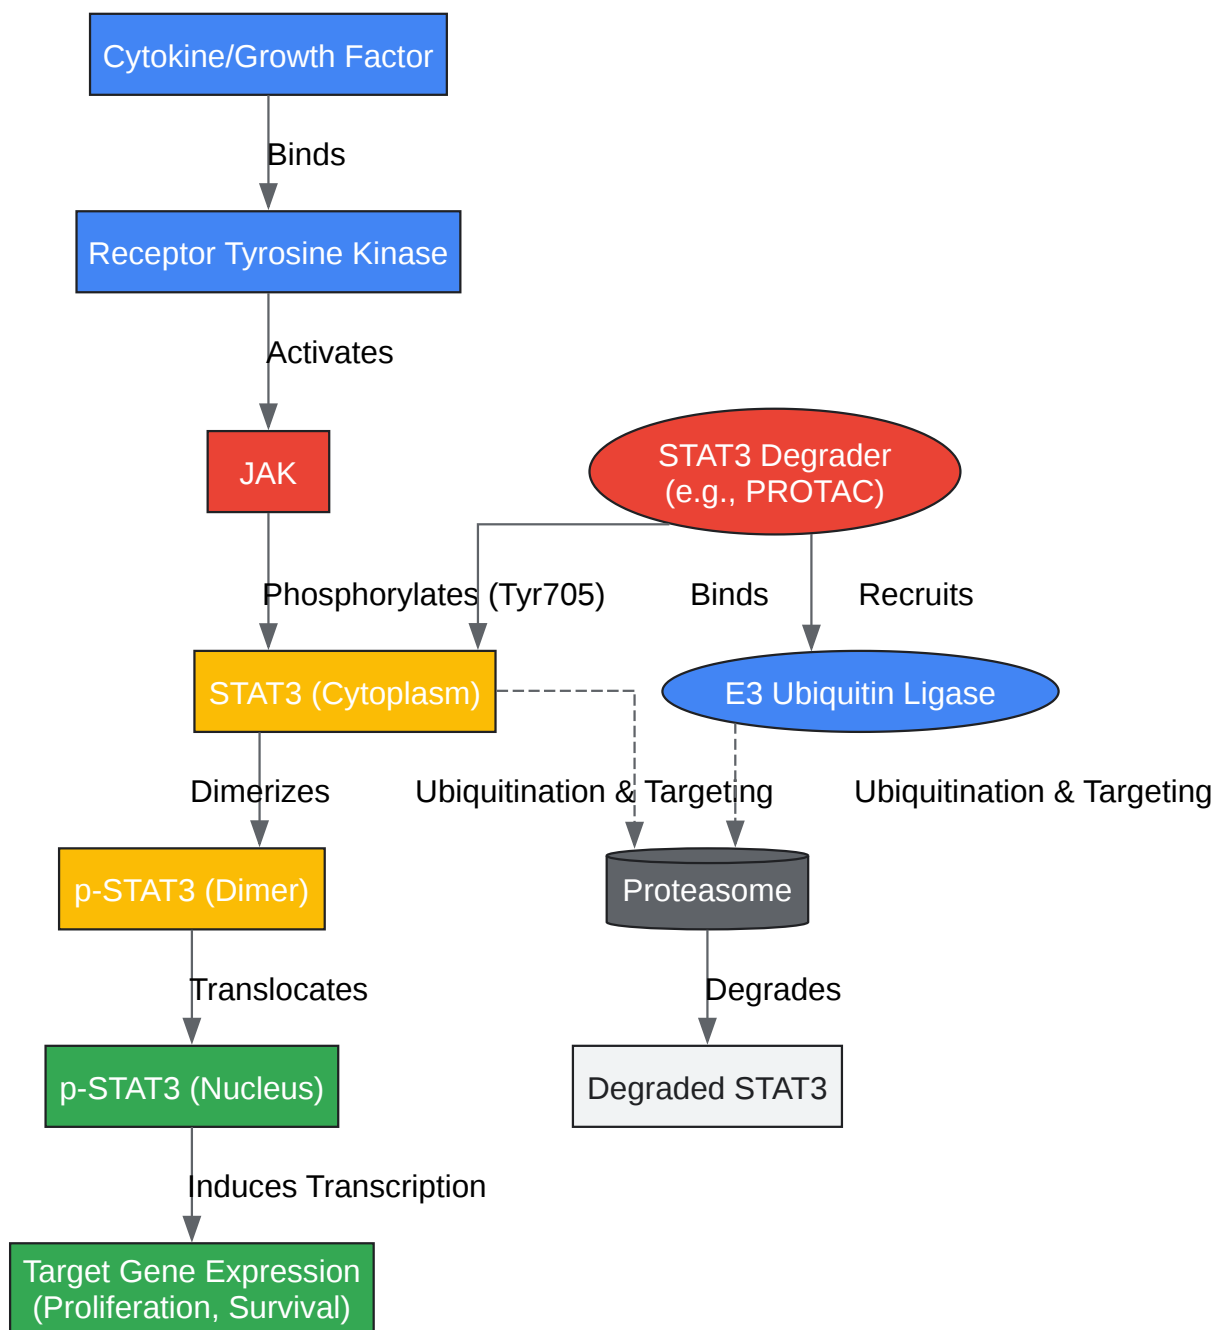 Cytokine/Growth Factor
Binds
Receptor Tyrosine Kinase
Activates
JAK
STAT3 Degrader
(e.g., PROTAC)
Phosphorylates (Tyr705)
Binds
Recruits
STAT3 (Cytoplasm)
E3 Ubiquitin Ligase
Dimerizes
Ubiquitination & Targeting
Ubiquitination & Targeting
p-STAT3 (Dimer)
Proteasome
Translocates
Degrades
p-STAT3 (Nucleus)
Degraded STAT3
Induces Transcription
Target Gene Expression
(Proliferation, Survival)